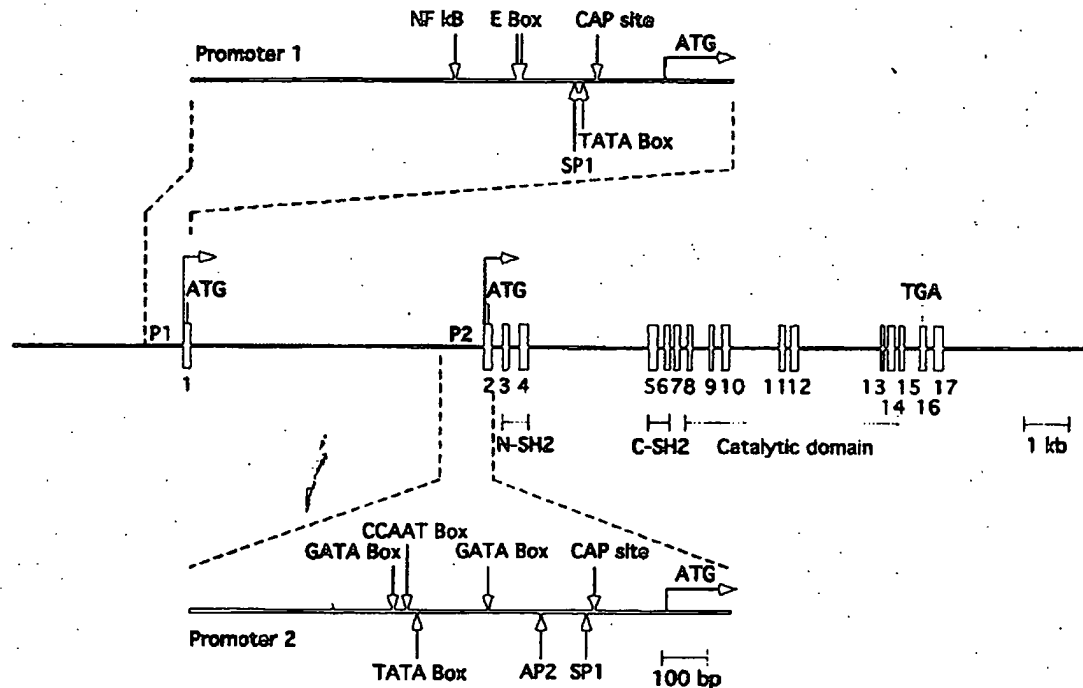 NF kB E Box CAP site
Promoter 1 ATG
TATA Box
SP1
ATG ATG TGA
P1 P2
1 2 3 4 5 6 7 8 9 10 11 12 13 15 17
14 16
N-SH2 C-SH2 Catalytic domain 1 kb
CCAAT Box
GATA Box GATA Box CAP site
ATG
Promoter 2
TATA Box AP2 SP1 100 bp